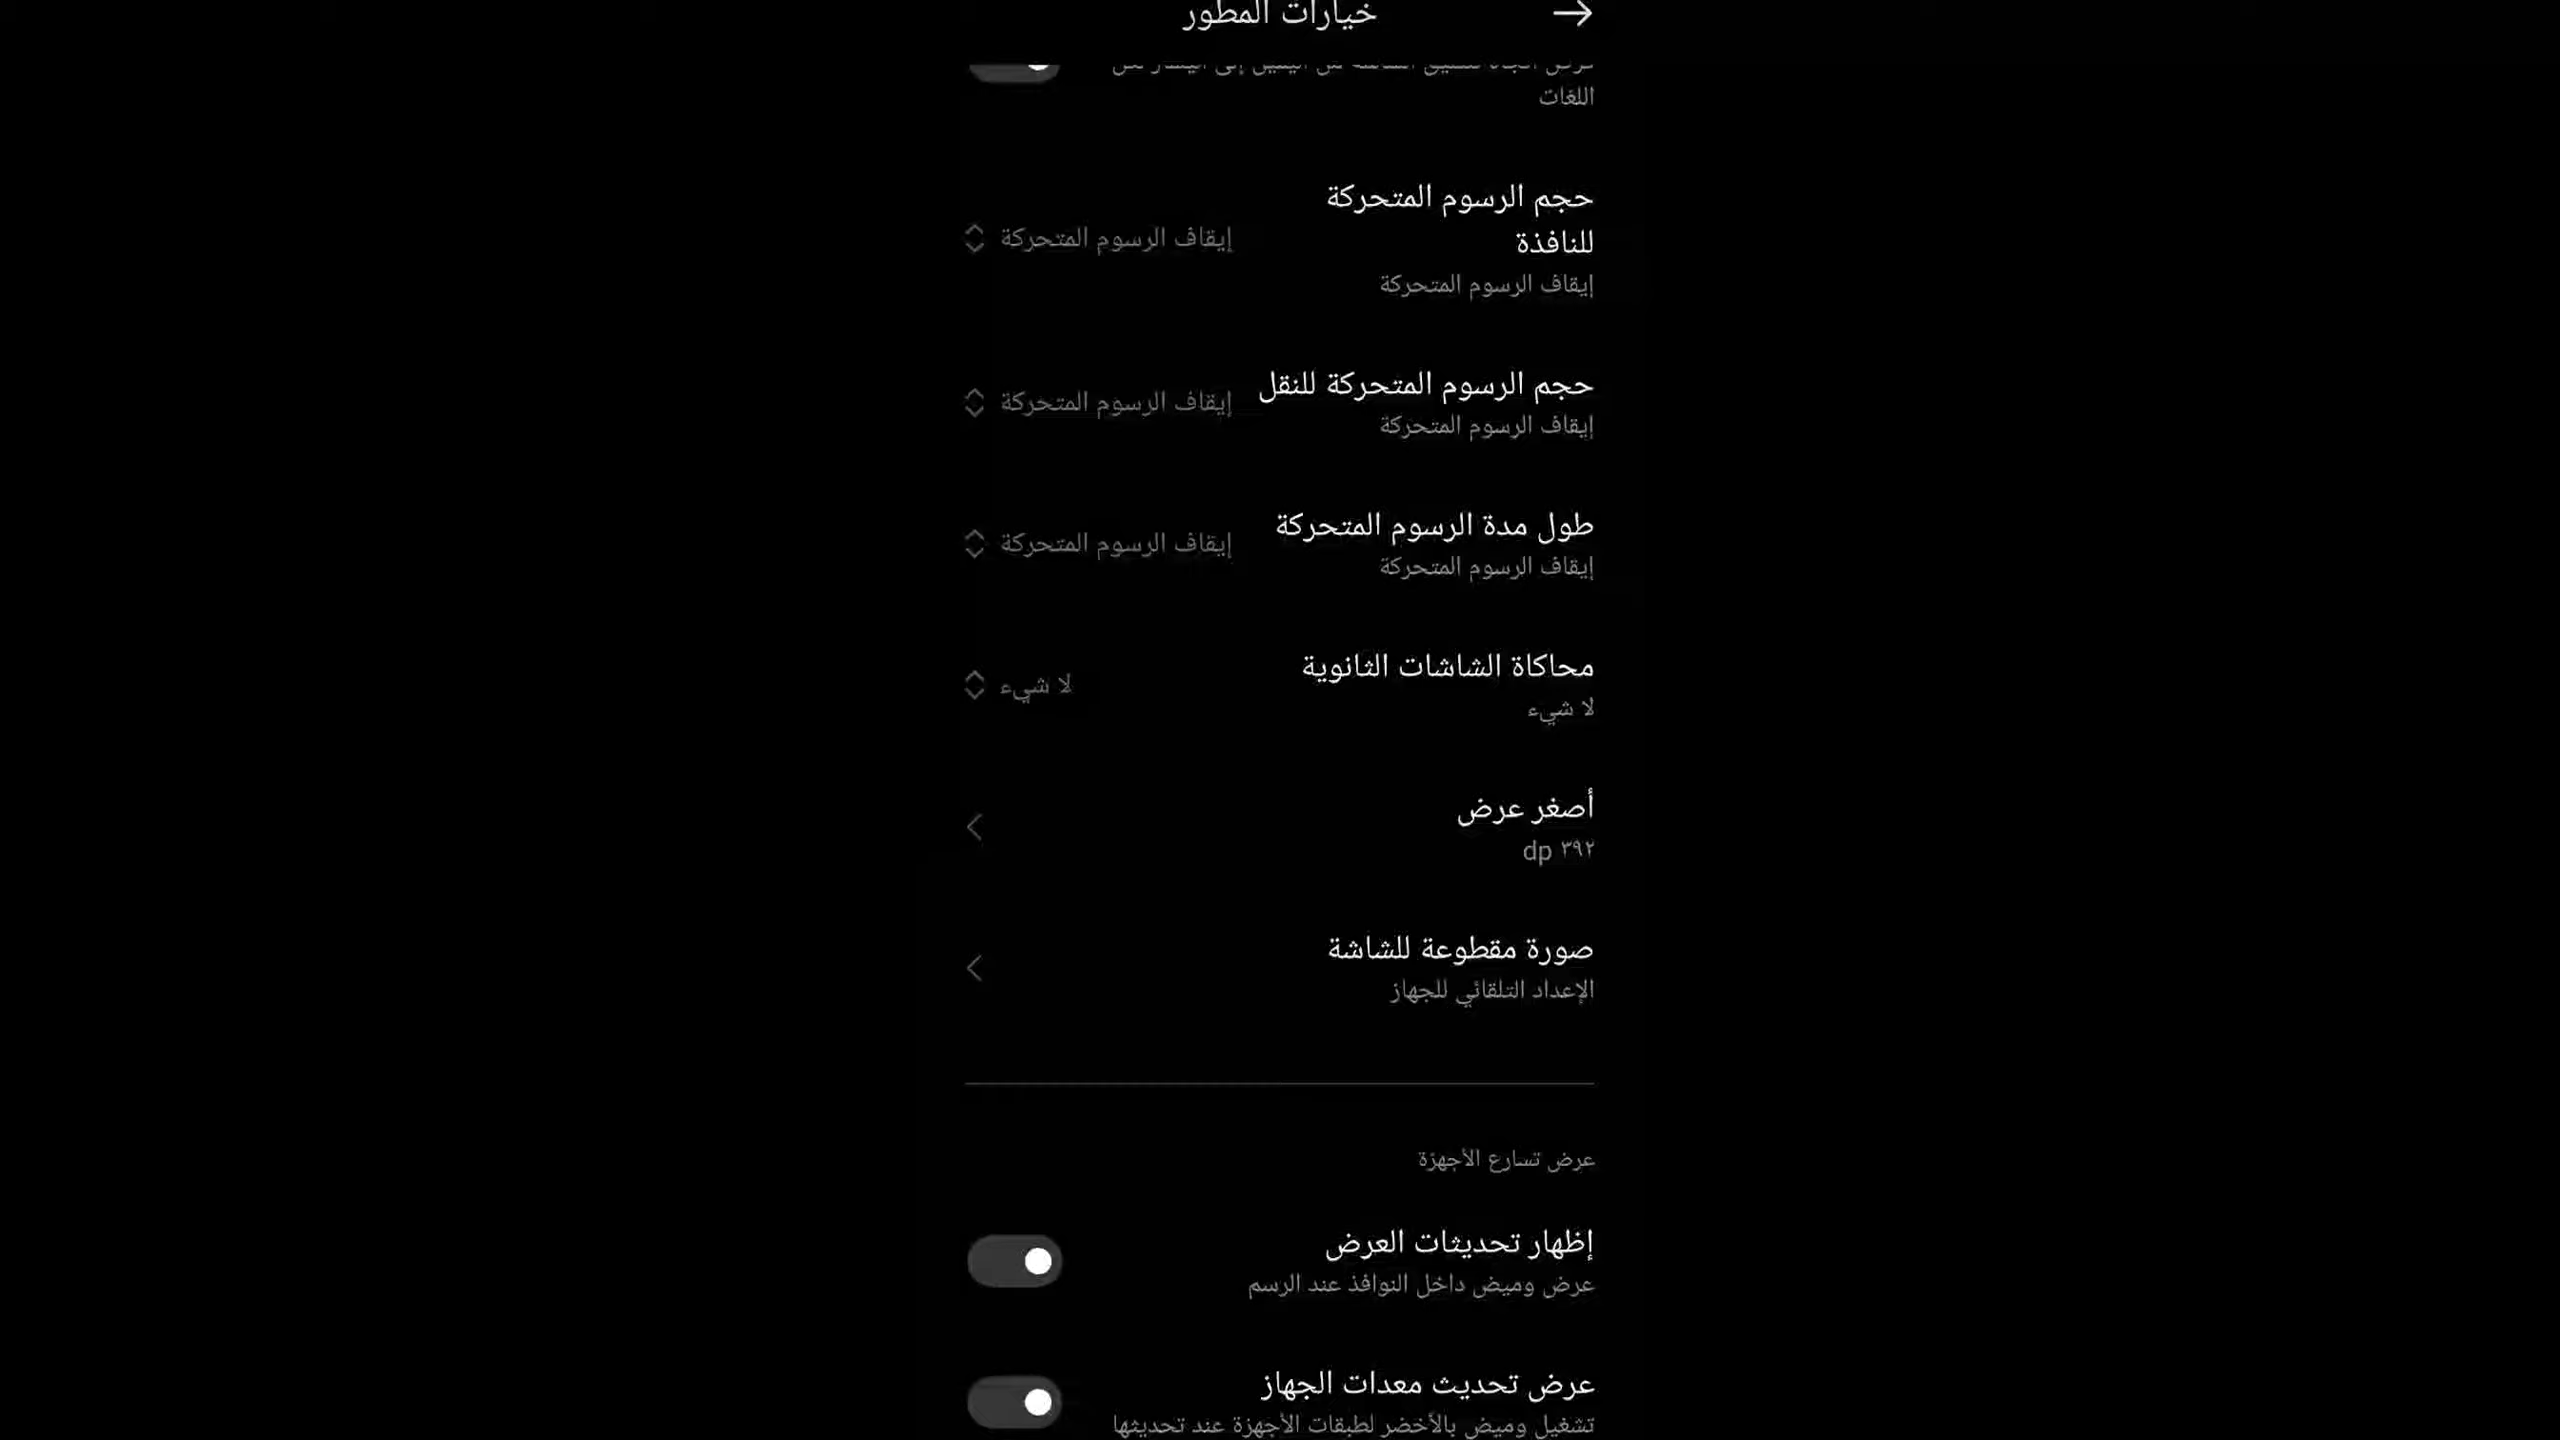 خيارات المطور
اللغات
حجم الرسوم المتحركة
للنافذة
إيقاف الرسوم المتحركة
إيقاف الرسوم المتحركة
حجم الرسوم المتحركة للنقل
إيقاف الرسوم المتحركة
إيقاف الرسوم المتحركة
طول مدة الرسوم المتحركة
إيقاف الرسوم المتحركة
إيقاف الرسوم المتحركة
محاكاة الشاشات الثانوية
لا شيء
لا شيء
أصغر عرض
٣٩٢ dp
صورة مقطوعة للشاشة
الإعداد التلقائي للجهاز
عرض تسارع الأجهزة
إظهار تحديثات العرض
عرض وميض داخل النوافذ عند الرسم
عرض تحديث معدات الجهاز
تشغيل وميض بالأخضر لطبقات الأجهزة عند تحديثها